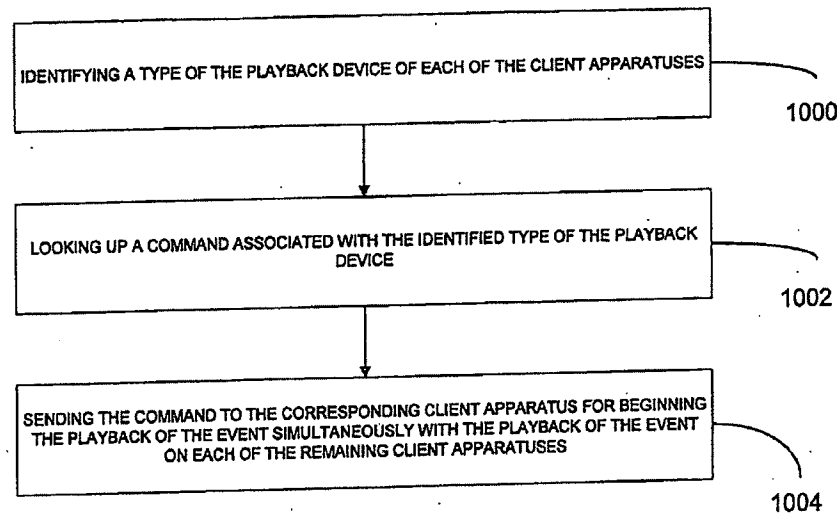 IDENTIFYING A TYPE OF THE PLAYBACK DEVICE OF EACH OF THE CLIENT APPARATUSES
1000
LOOKING UP A COMMAND ASSOCIATED WITH THE IDENTIFIED TYPE OF THE PLAYBACK
DEVICE
1002
SENDING THE COMMAND TO THE CORRESPONDING CLIENT APPARATUS FOR BEGINNING
THE PLAYBACK OF THE EVENT SIMULTANEOUSLY WITH THE PLAYBACK OF THE EVENT
ON EACH OF THE REMAINING CLIENT APPARATUSES
1004